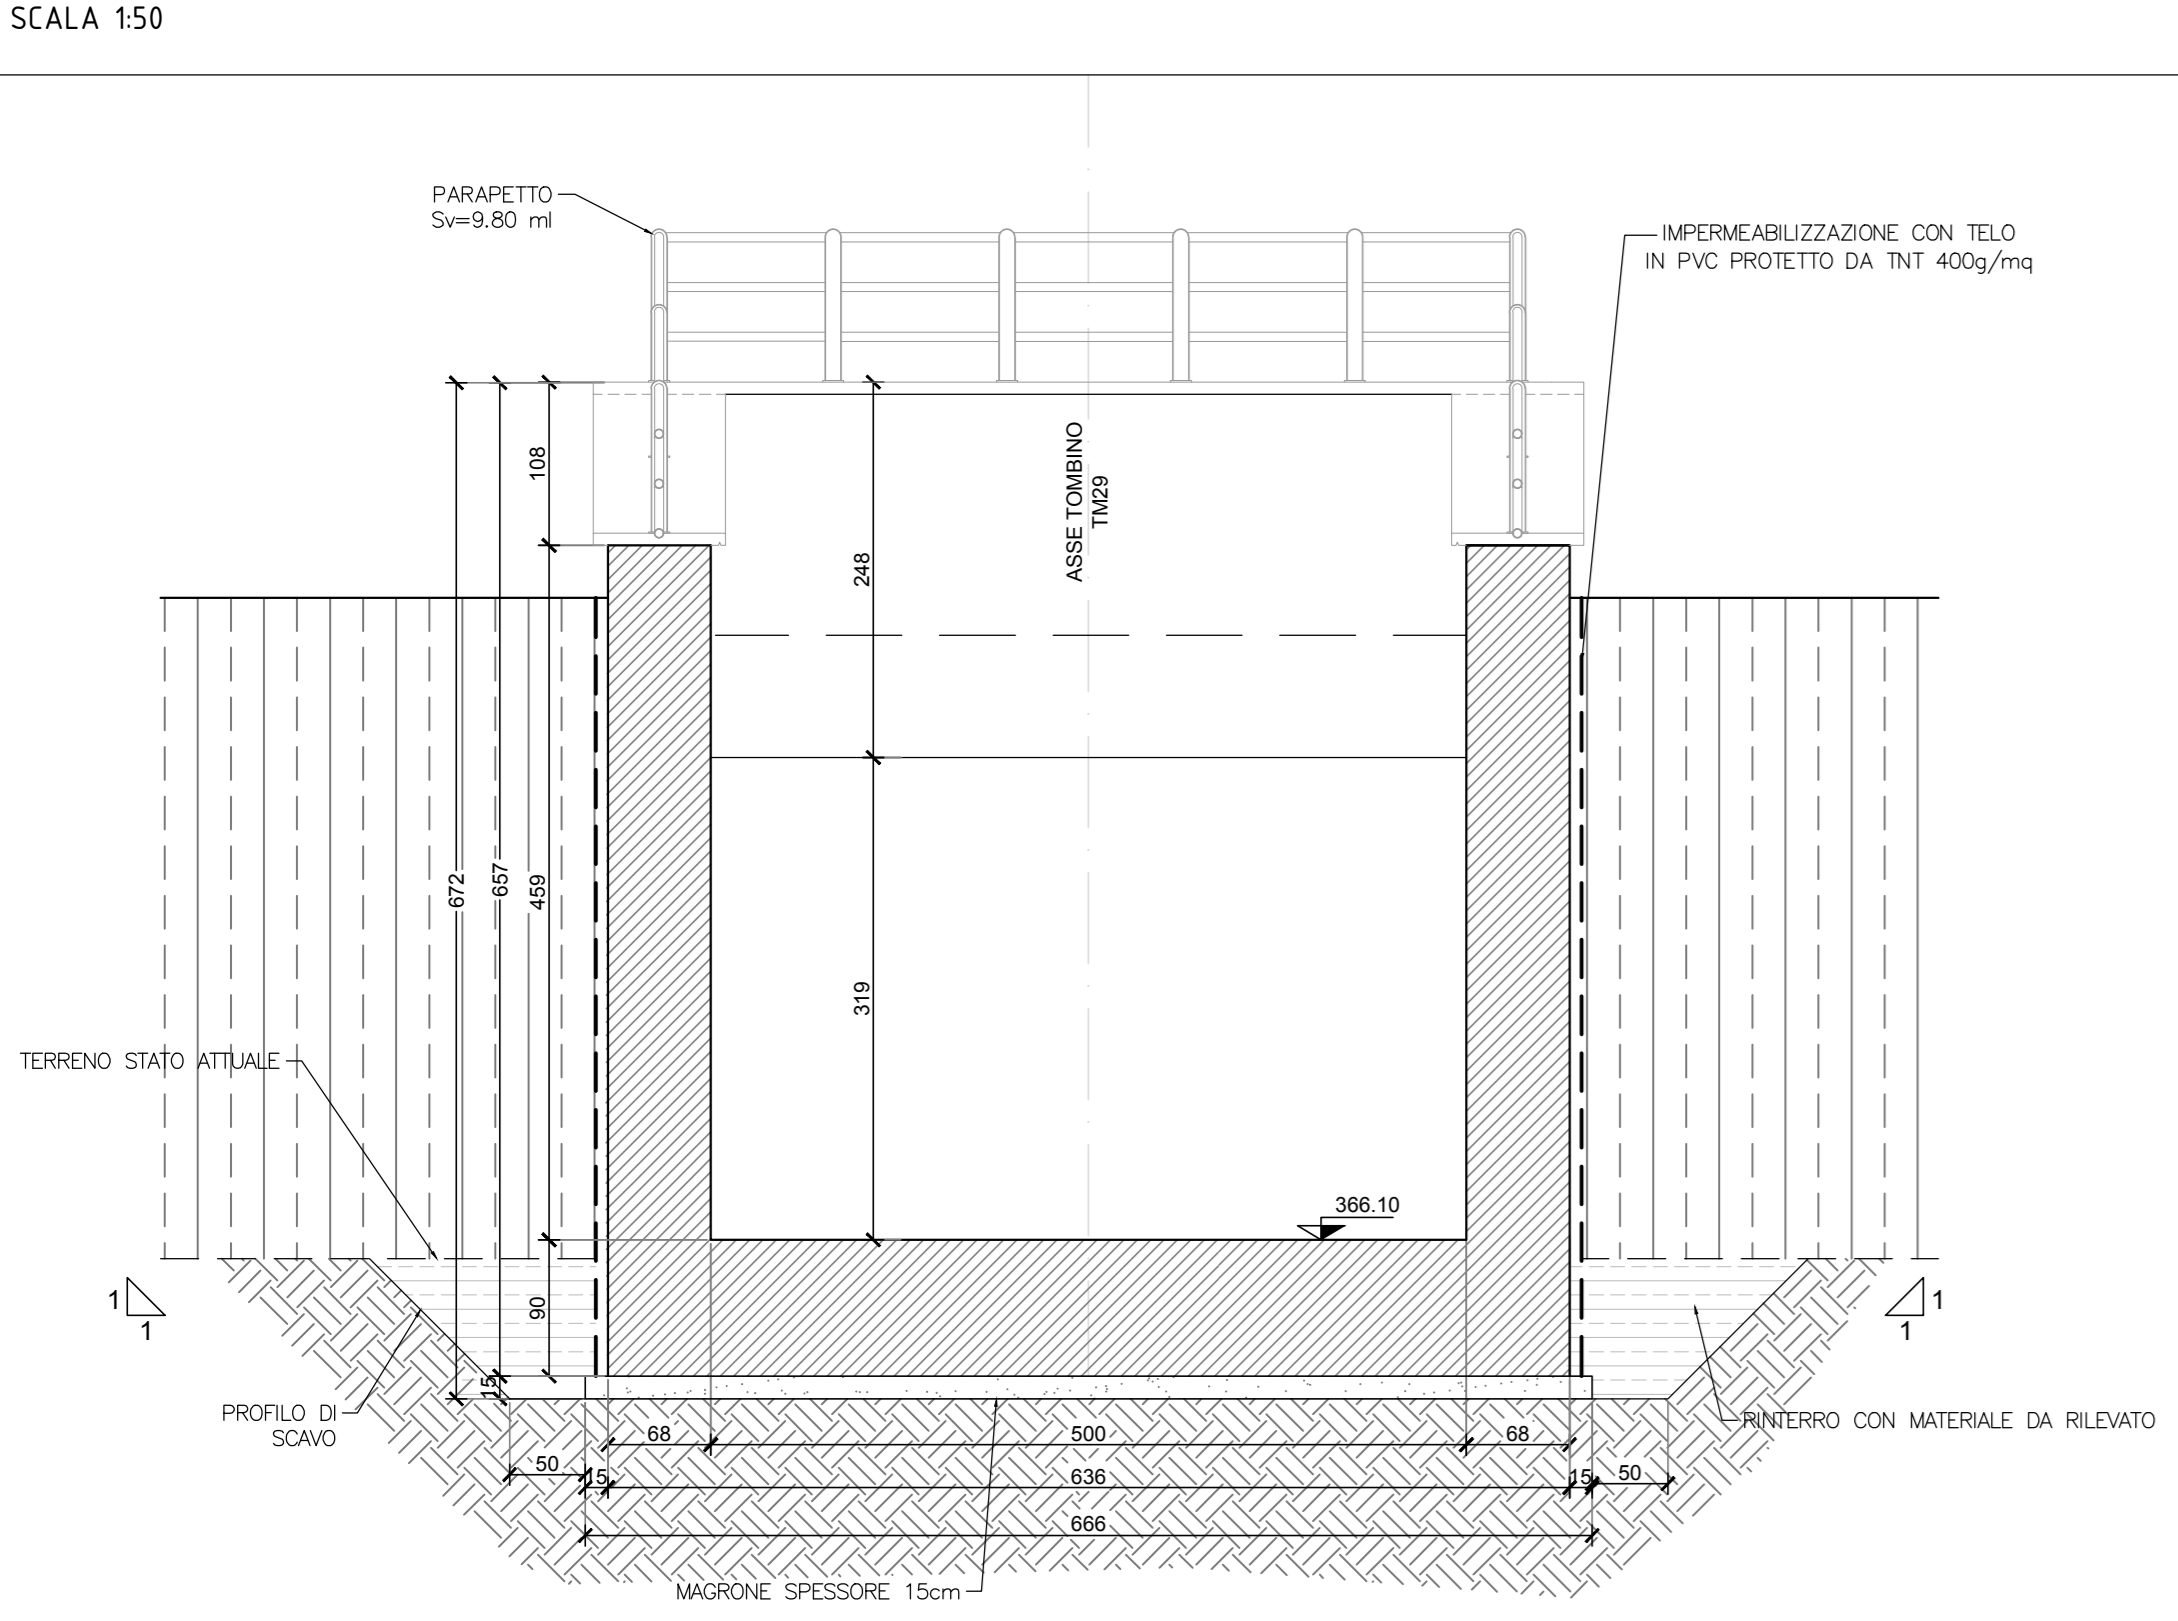 SCALA 1:50
PARAPETTO
Sv=9.80 ml
IMPERMEABILIZZAZIONE CON TELO
IN PVC PROTETTO DA TNT 400g/mq
108
248
ASSE TOMBINO
TM29
672
657
459
319
TERRENO STATO ATTUALE
366.10
90
1
1
1
1
15
PROFILO DI
SCAVO
RINTERRO CON MATERIALE DA RILEVATO
68
500
68
50
15
636
15
50
666
MAGRONE SPESSORE 15cm